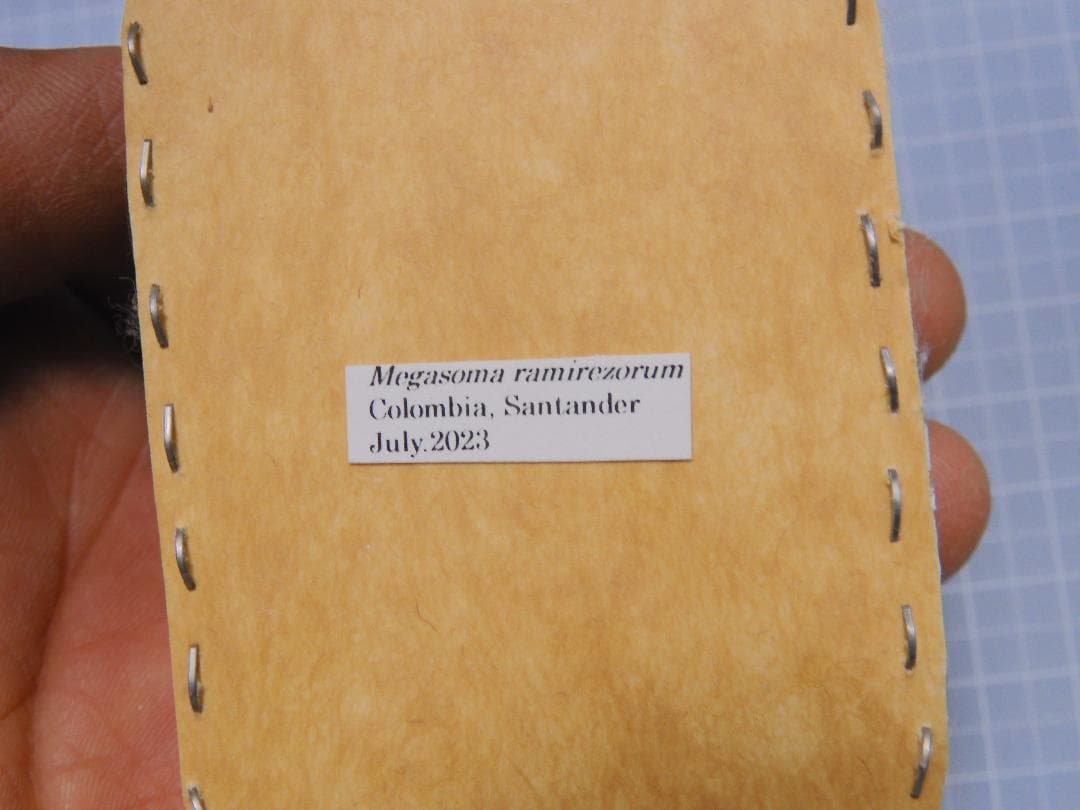 Megasoma ramirezorum
Colombia, Santander
July.2023